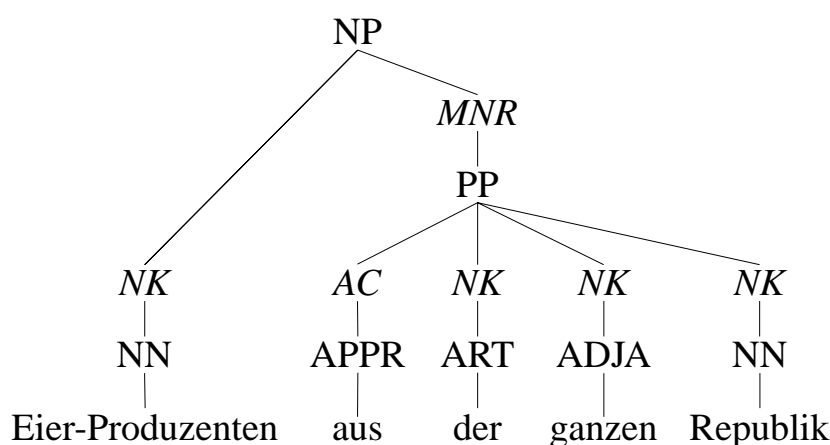 NP
MNR
PP
NK AC NK NK NK
NN APPR ART ADJA NN
Eier-Produzenten aus der ganzen Republik